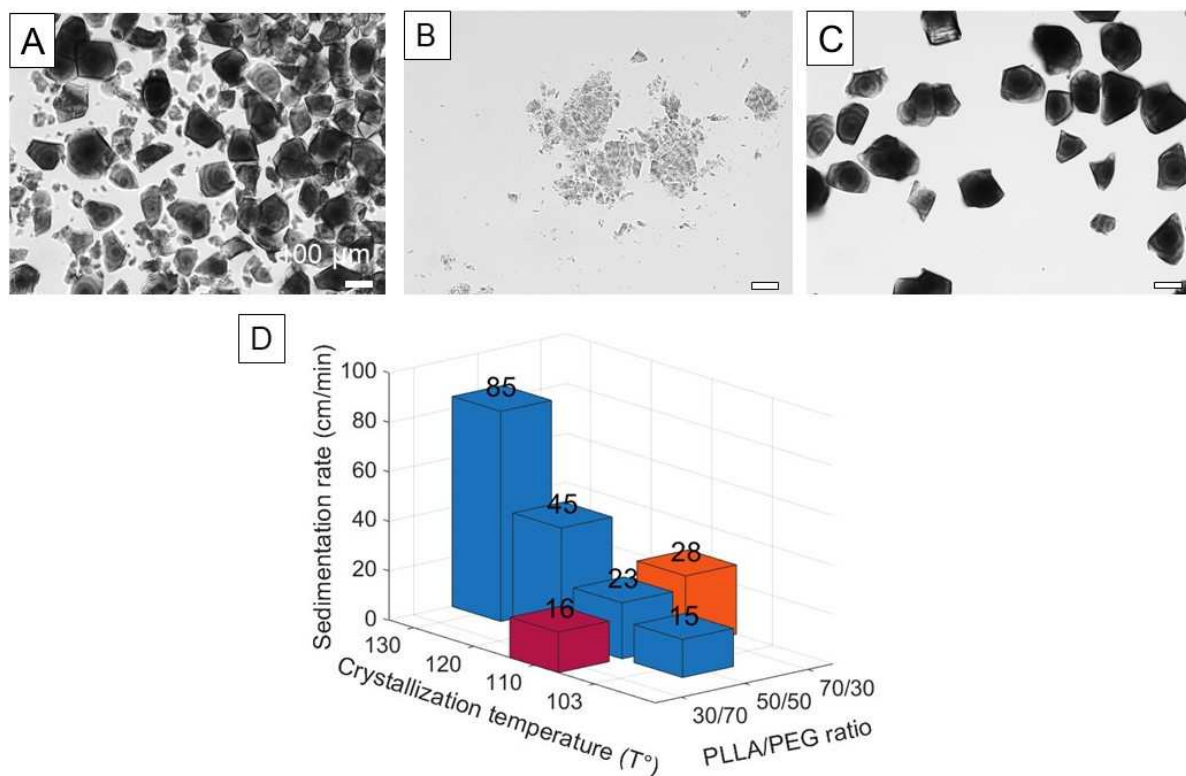 A
B
C
100 µm
D
Sedimentation rate (cm/min)
100
80
60
40
20
0
85
45
28
23
16
15
130
120
110
103
Crystallization temperature (T°)
30/70
50/50
70/30
PLLA/PEG ratio